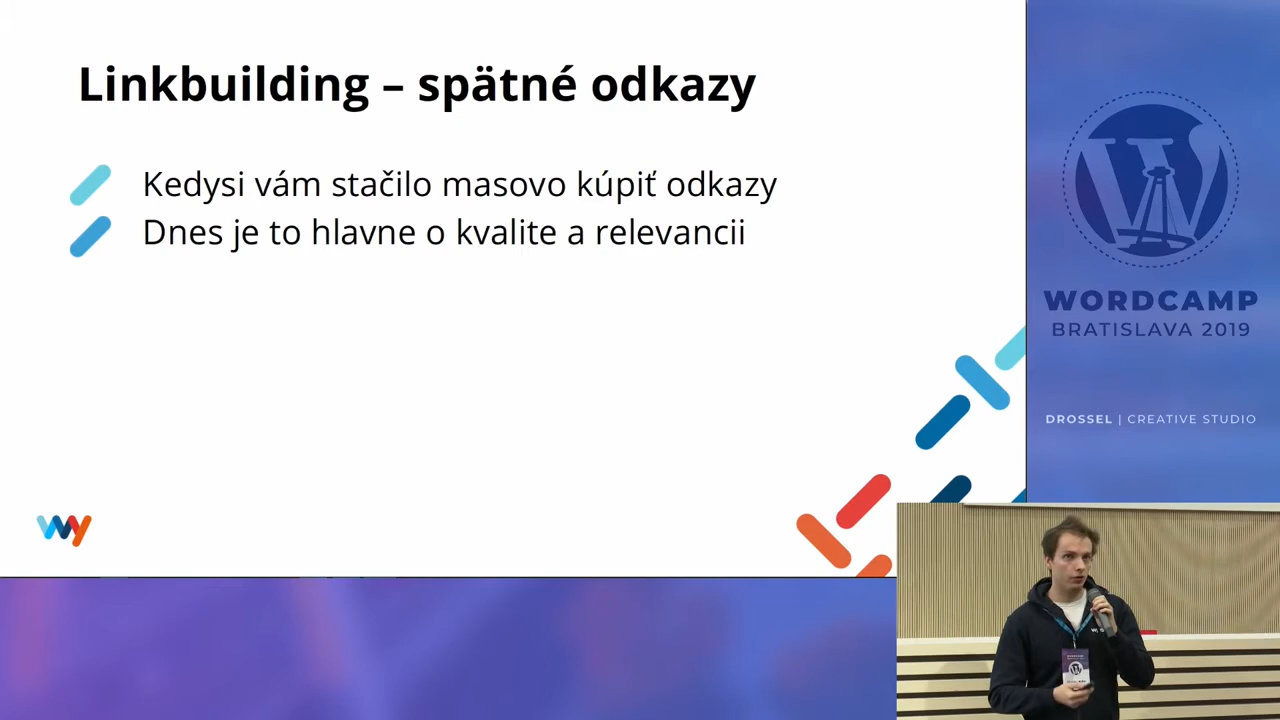 Linkbuilding – spätné odkazy
Kedysi vám stačilo masovo kúpiť odkazy
Dnes je to hlavne o kvalite a relevancii
wy
WORDCAMP
BRATISLAVA 2019
DROSSEL | CREATIVE STUDIO